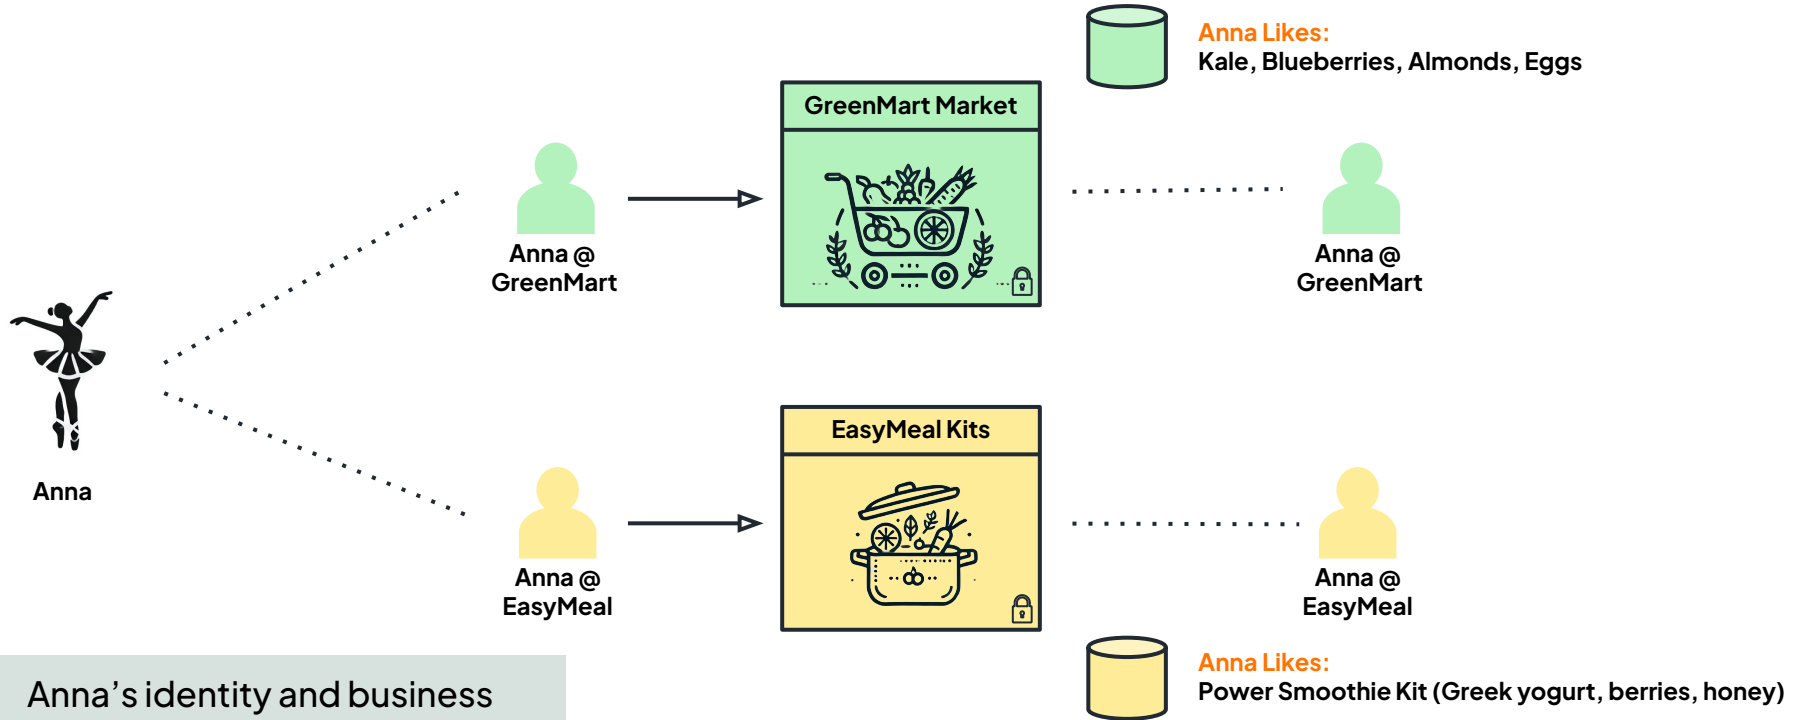 Anna Likes:
Kale, Blueberries, Almonds, Eggs
GreenMart Market
Anna @
GreenMart
Anna @
GreenMart
Anna
EasyMeal Kits
Anna @
EasyMeal
Anna @
EasyMeal
Anna Likes:
Power Smoothie Kit (Greek yogurt, berries, honey)
Anna’s identity and business